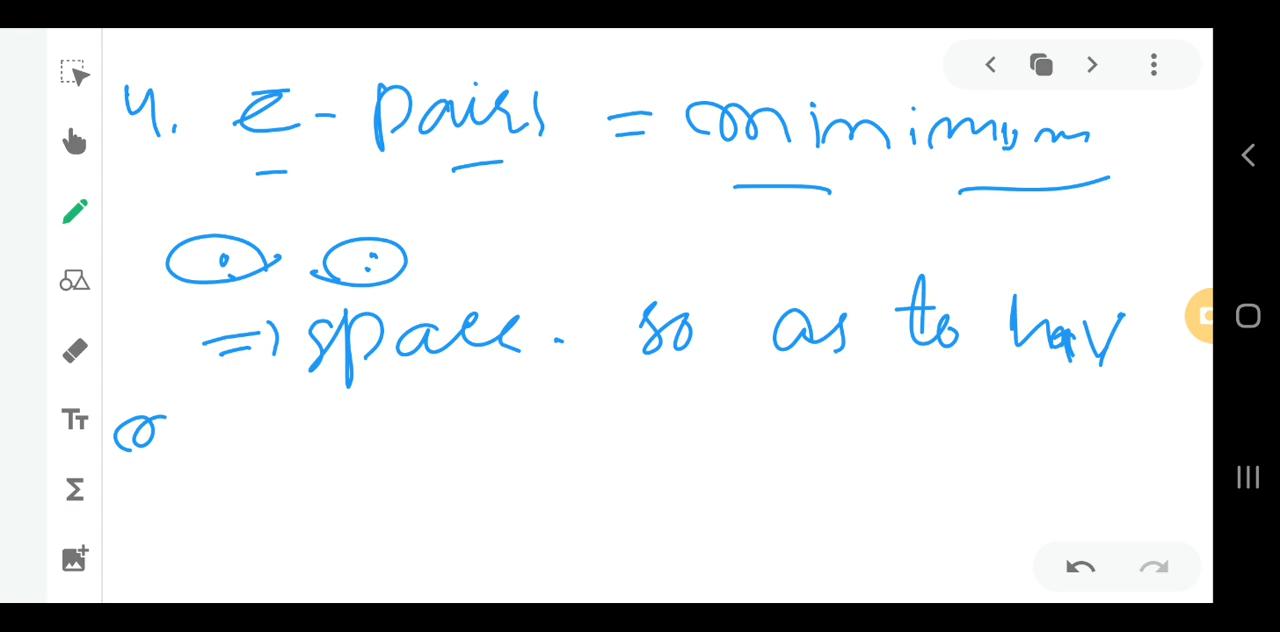 4. ē - pairs = minimum
=> space. so as to hav